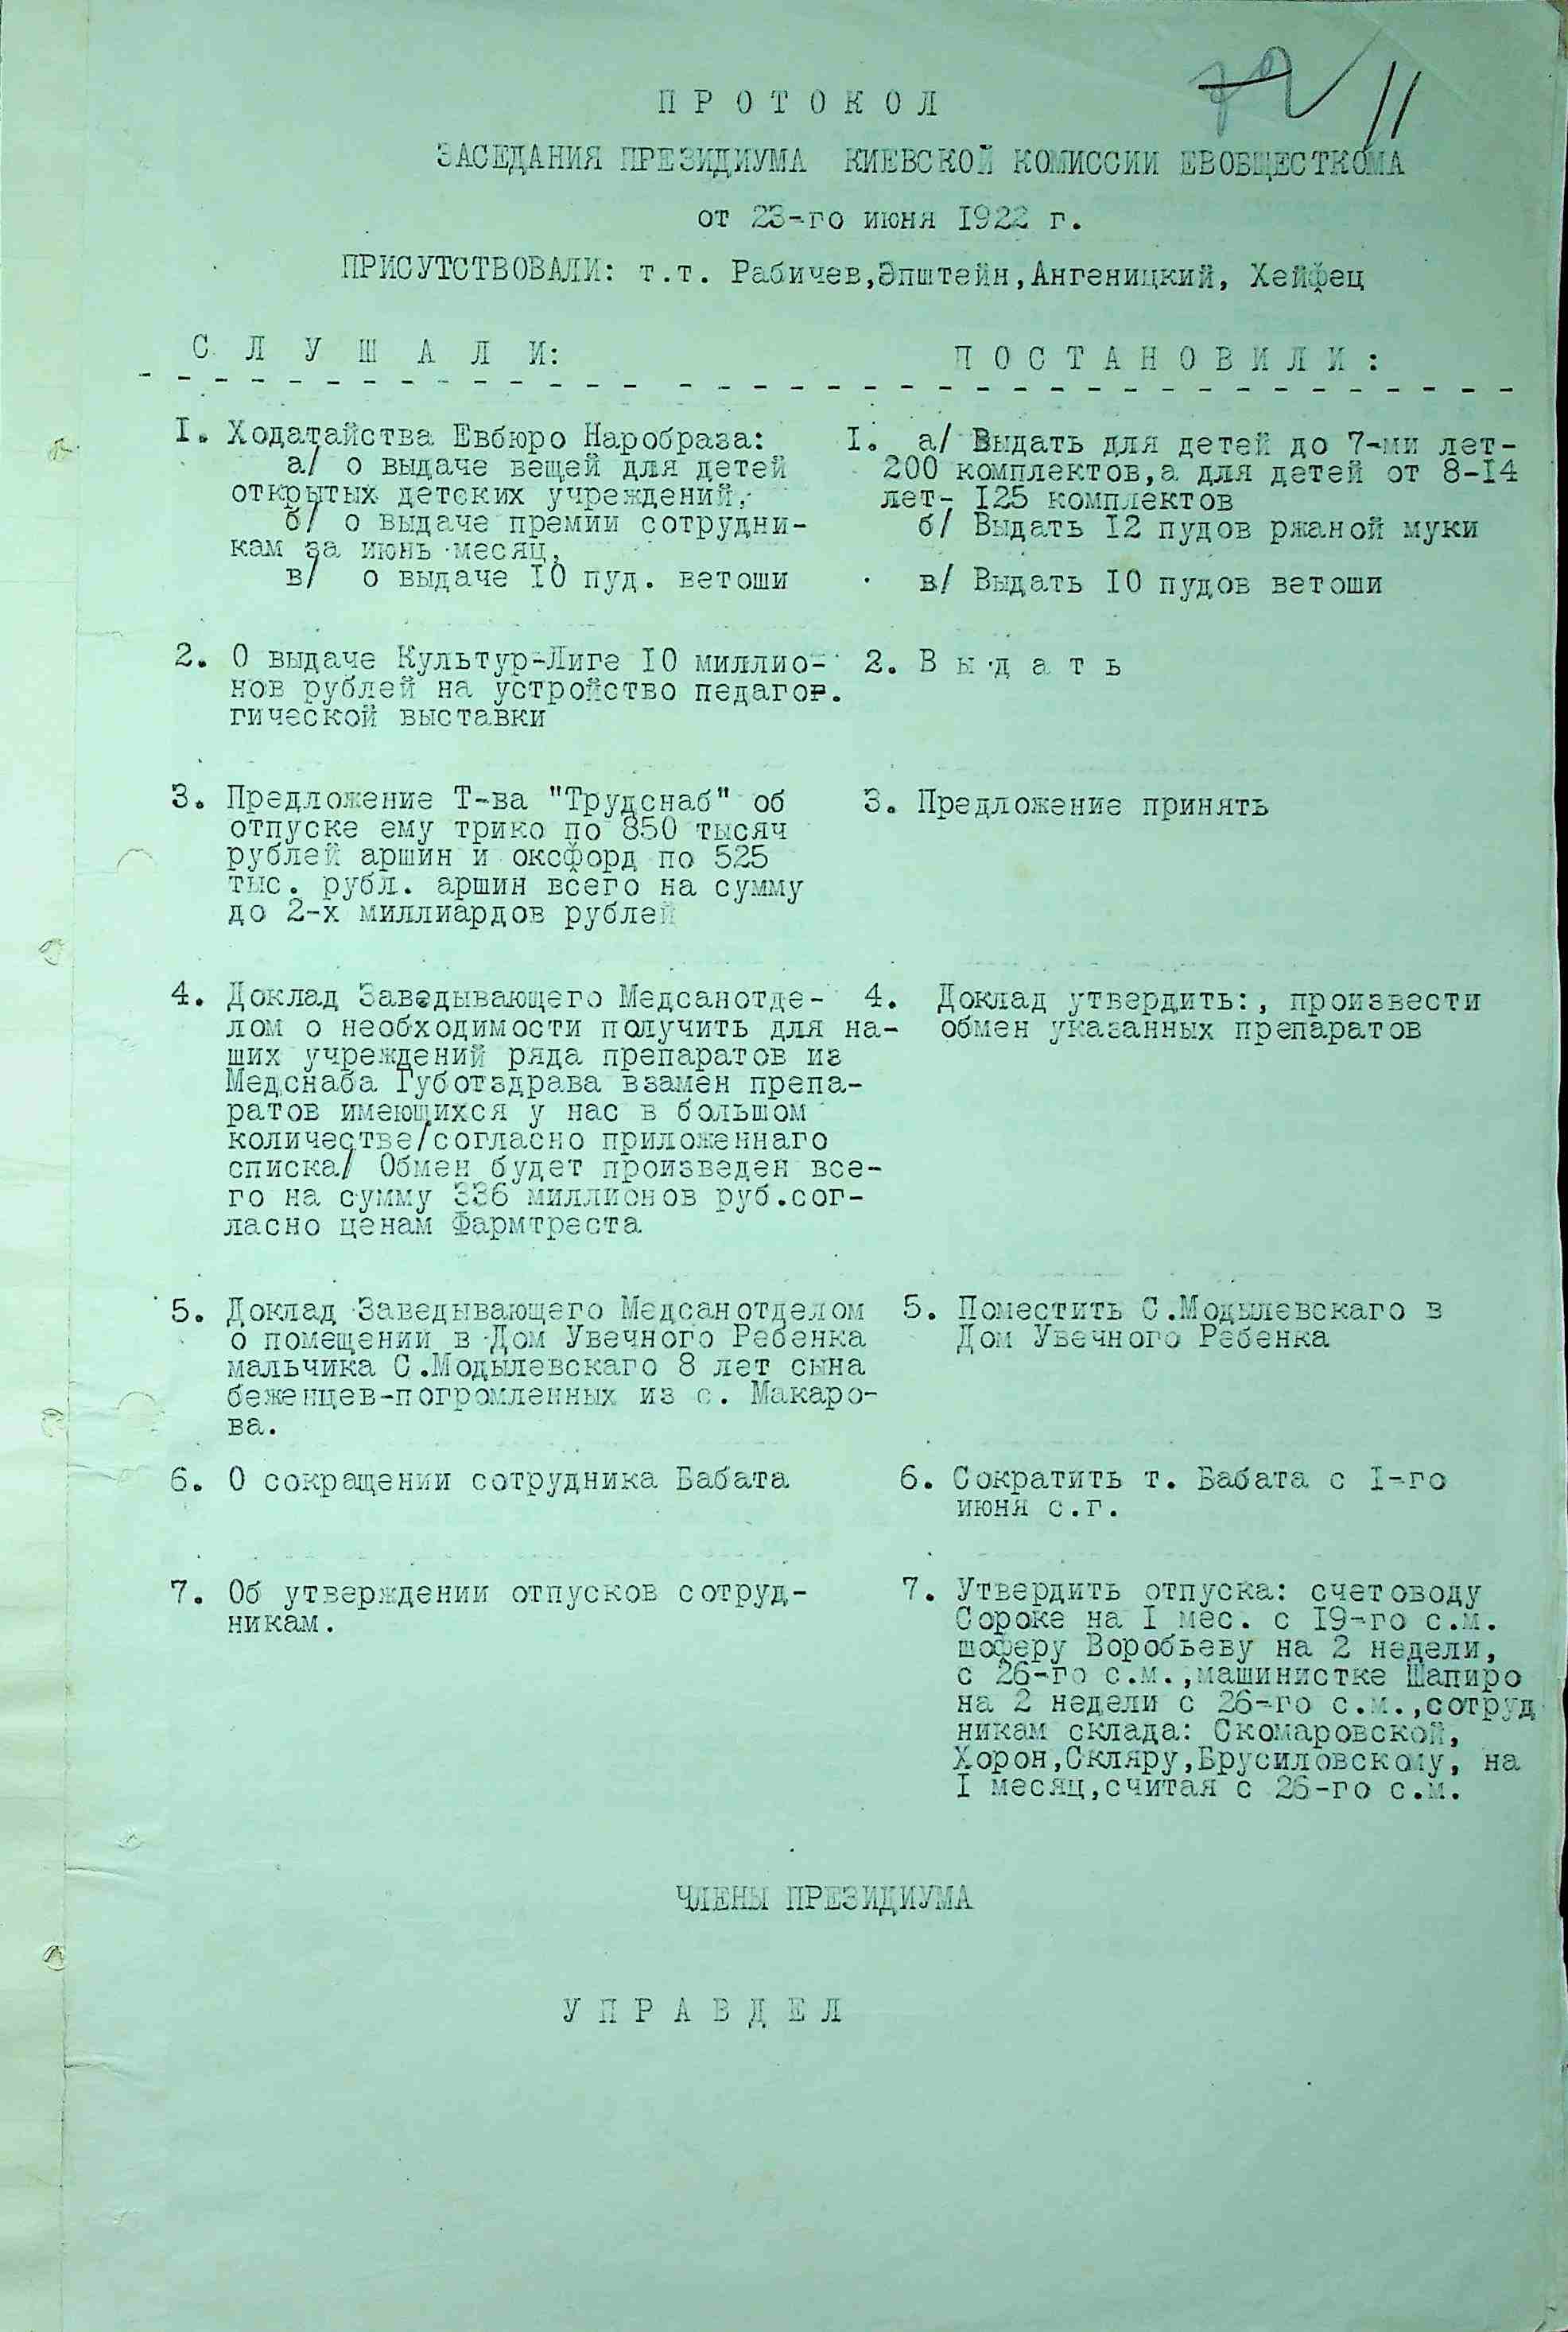 72 11
П Р О Т О К О Л
ЗАСЕДАНИЯ ПРЕЗИДИУМА КИЕВСКОЙ КОМИССИИ ЕВОБЩЕСТКОМА
от 23-го июня 1922 г.
ПРИСУТСТВОВАЛИ: т.т. Рабичев,Эпштейн,Ангеницкий, Хейфец
С Л У Ш А Л И:
1. Ходатайства Евбюро Наробраза:
а/ о выдаче вещей для детей
открытых детских учреждений,
б/ о выдаче премии сотрудни-
кам за июнь месяц,
в/ о выдаче 10 пуд. ветоши
2. О выдаче Культур-Лиге 10 миллио-
нов рублей на устройство педагог.
гической выставки
3. Предложение Т-ва "Трудснаб" об
отпуске ему трико по 850 тысяч
рублей аршин и оксфорд по 525
тыс. рубл. аршин всего на сумму
до 2-х миллиардов рублей
4. Доклад Заведывающего Медсанотде-
лом о необходимости получить для на-
ших учреждений ряда препаратов из
Медснаба Губотздрава взамен препа-
ратов имеющихся у нас в большом
количестве/согласно приложеннаго
списка/ Обмен будет произведен все-
го на сумму 336 миллионов руб.сог-
ласно ценам Фармтреста
5. Доклад Заведывающего Медсанотделом
о помещении в Дом Увечного Ребенка
мальчика С.Модылевскаго 8 лет сына
беженцев-погромленных из с. Макаро-
ва.
6. О сокращении сотрудника Бабата
7. Об утверждении отпусков сотруд-
никам.
П О С Т А Н О В И Л И :
1. а/ Выдать для детей до 7-ми лет-
200 комплектов,а для детей от 8-14
лет- 125 комплектов
б/ Выдать 12 пудов ржаной муки
в/ Выдать 10 пудов ветоши
2. В ы д а т ь
3. Предложение принять
4. Доклад утвердить:, произвести
обмен указанных препаратов
5. Поместить С.Модылевскаго в
Дом Увечного Ребенка
6. Сократить т. Бабата с 1-го
июня с.г.
7. Утвердить отпуска: счетоводу
Сороке на 1 мес. с 19-го с.м.
шоферу Воробьеву на 2 недели,
с 26-го с.м.,машинистке Шапиро
на 2 недели с 26-го с.м.,сотруд
никам склада: Скомаровской,
Хорон,Скляру,Брусиловскому, на
1 месяц,считая с 26-го с.м.
ЧЛЕНЫ ПРЕЗИДИУМА
У П Р А В Д Е Л